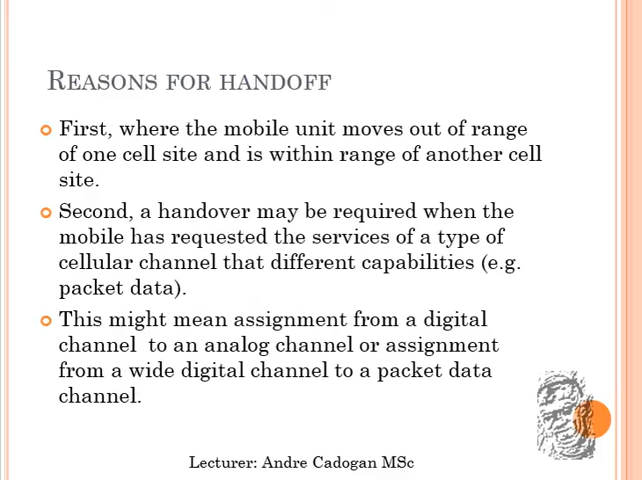 REASONS FOR HANDOFF
First, where the mobile unit moves out of range
of one cell site and is within range of another cell
site.
Second, a handover may be required when the
mobile has requested the services of a type of
cellular channel that different capabilities (e.g.
packet data).
This might mean assignment from a digital
channel to an analog channel or assignment
from a wide digital channel to a packet data
channel.
Lecturer: Andre Cadogan MSc